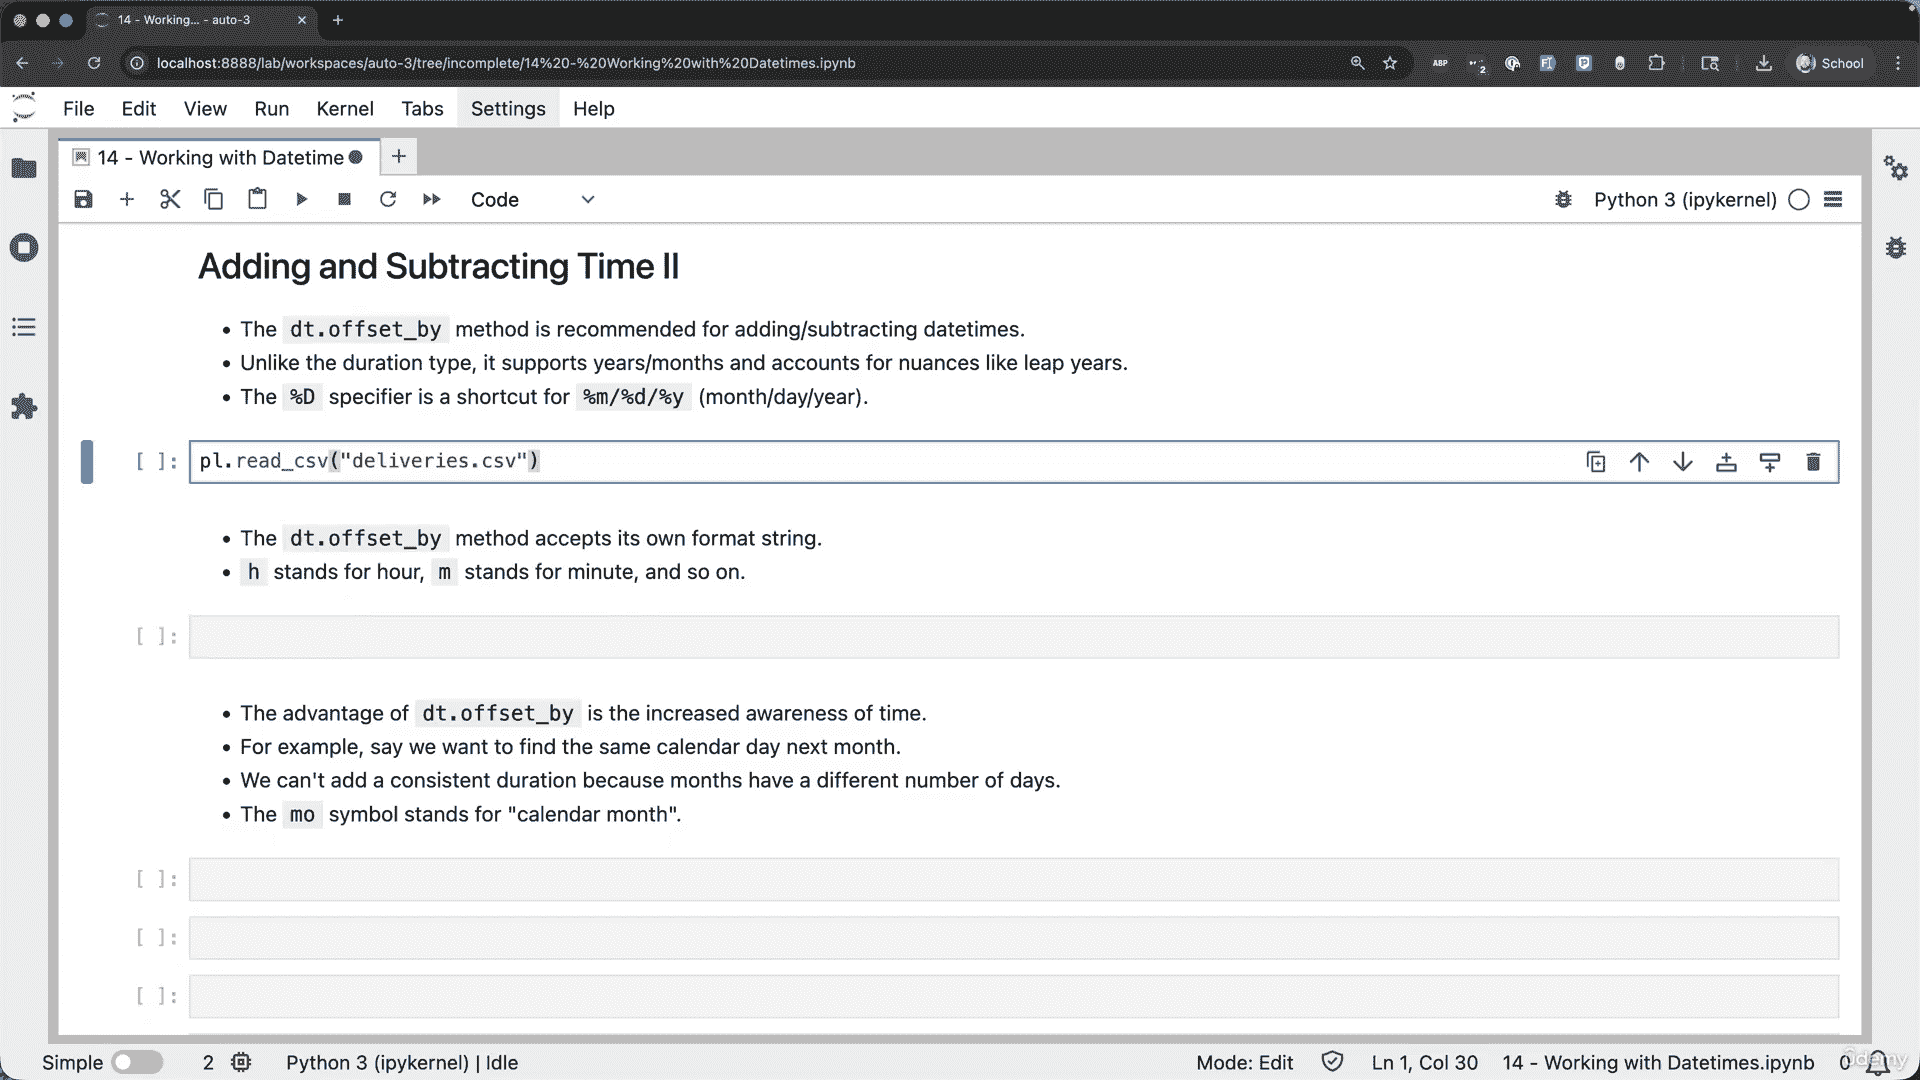 14 - Working... - auto-3
localhost:8888/lab/workspaces/auto-3/tree/incomplete/14%20-%20Working%20with%20Datetimes.ipynb
ABP
2
School
File Edit View Run Kernel Tabs Settings Help
14 - Working with Datetime
Code
Python 3 (ipykernel)
Adding and Subtracting Time II
• The dt.offset_by method is recommended for adding/subtracting datetimes.
• Unlike the duration type, it supports years/months and accounts for nuances like leap years.
• The %D specifier is a shortcut for %m/%d/%y (month/day/year).
[ ]: pl.read_csv("deliveries.csv")
• The dt.offset_by method accepts its own format string.
• h stands for hour, m stands for minute, and so on.
[ ]:
• The advantage of dt.offset_by is the increased awareness of time.
• For example, say we want to find the same calendar day next month.
• We can't add a consistent duration because months have a different number of days.
• The mo symbol stands for "calendar month".
[ ]:
[ ]:
[ ]:
Simple 2 Python 3 (ipykernel) | Idle Mode: Edit Ln 1, Col 30 14 - Working with Datetimes.ipynb 0
Udemy